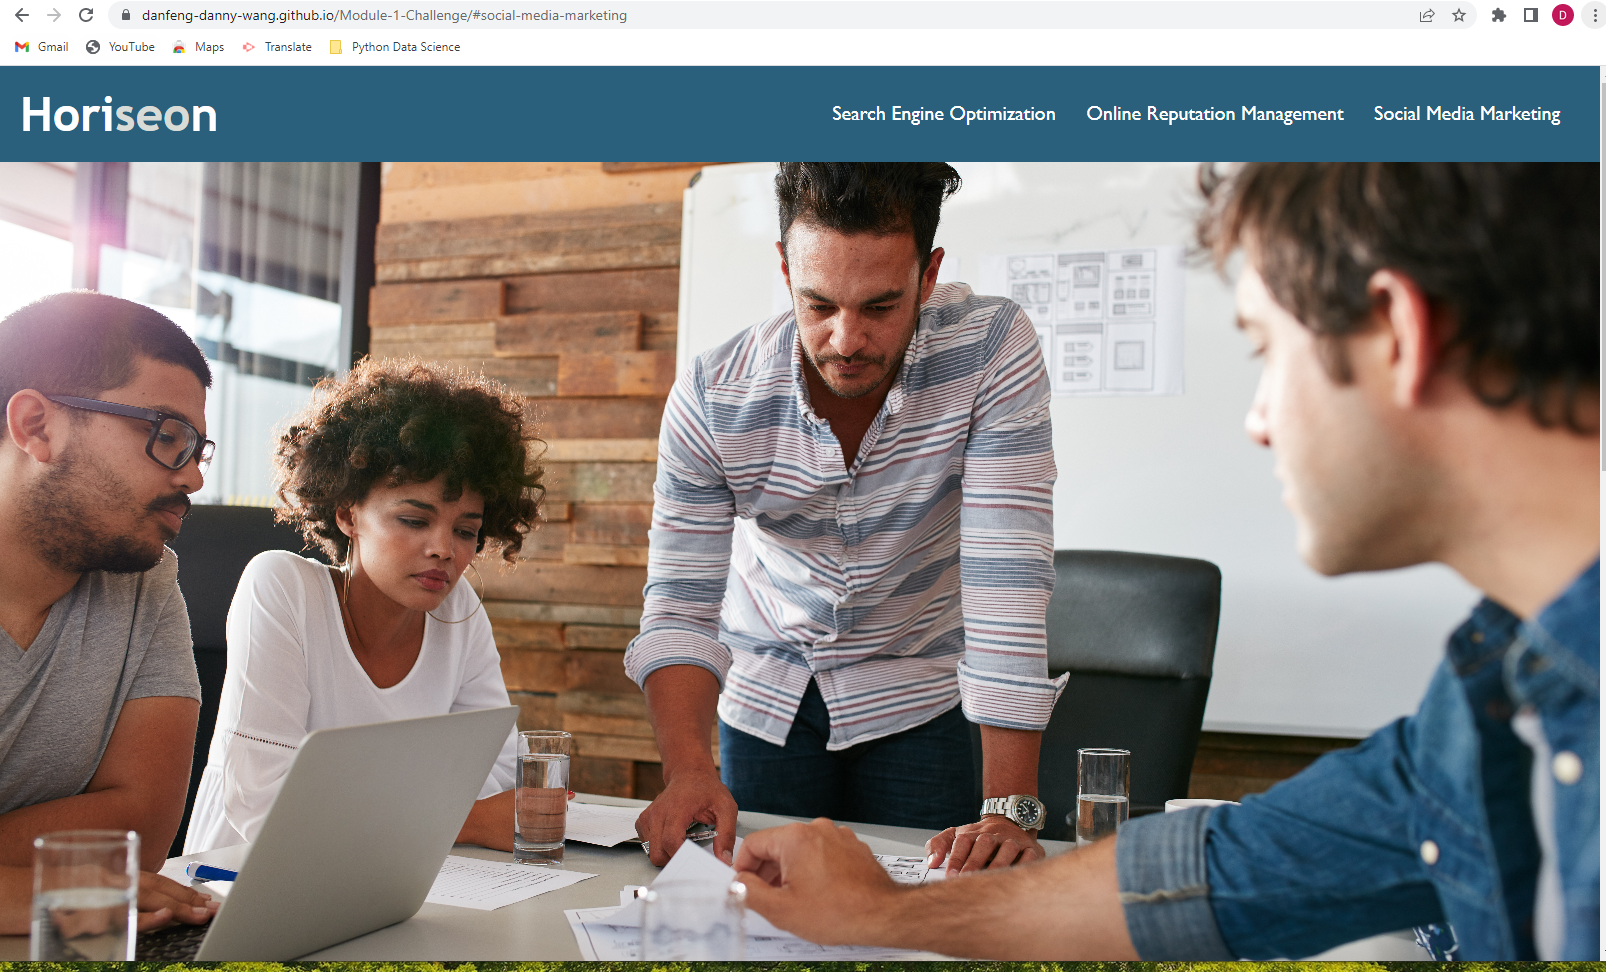 danfeng-danny-wang.github.io/Module-1-Challenge/#social-media-marketing
D
Gmail YouTube Maps Translate Python Data Science
Horiseon
Search Engine Optimization Online Reputation Management Social Media Marketing